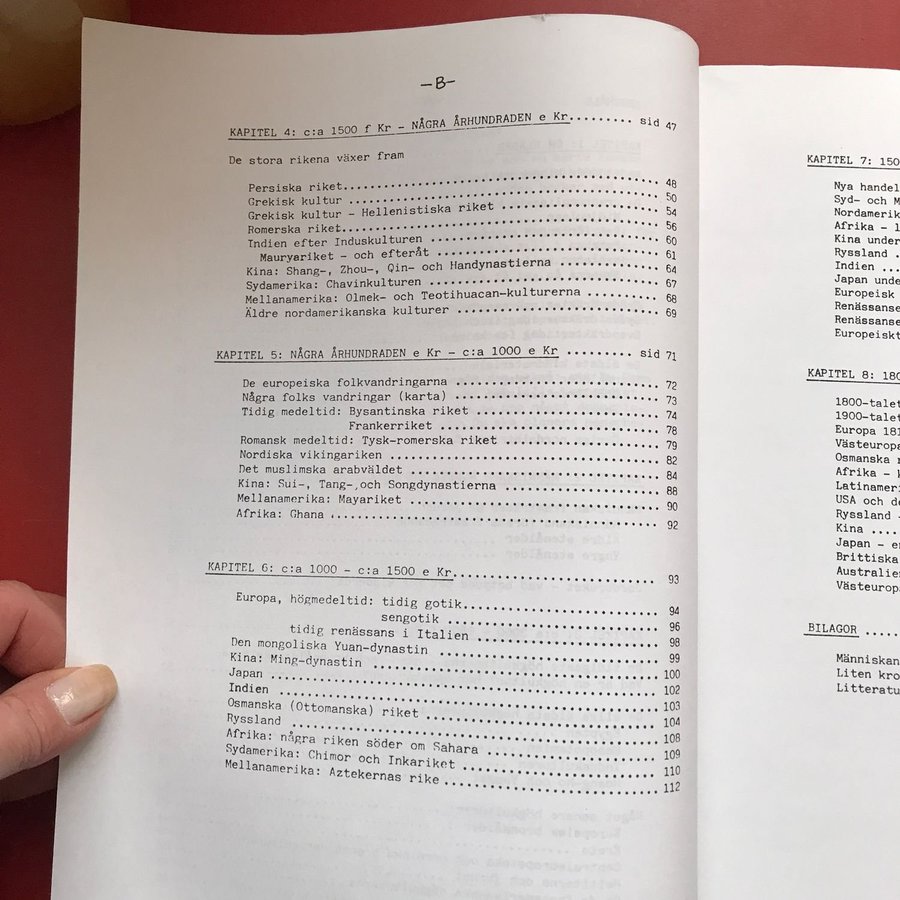 -B-
KAPITEL 4: c:a 1500 f Kr - NÅGRA ÅRHUNDRADEN e Kr......... sid 47
De stora rikena växer fram
Persiska riket........ 48
Grekisk kultur ........ 50
Grekisk kultur - Hellenistiska riket ........ 54
Romerska riket........ 56
Indien efter Induskulturen ........ 60
Mauryariket - och efteråt ........ 61
Kina: Shang-, Zhou-, Qin- och Handynastierna ........ 64
Sydamerika: Chavinkulturen ........ 67
Mellanamerika: Olmek- och Teotihuacan-kulturerna .......... 68
Äldre nordamerikanska kulturer ........ 69
KAPITEL 5: NÅGRA ÅRHUNDRADEN e Kr - c:a 1000 e Kr ......... sid 71
De europeiska folkvandringarna ........ 72
Några folks vandringar (karta) ........ 73
Tidig medeltid: Bysantinska riket ........ 74
Frankerriket ........ 78
Romansk medeltid: Tysk-romerska riket ........ 79
Nordiska vikingariken ........ 82
Det muslimska arabväldet ........ 84
Kina: Sui-, Tang-,och Songdynastierna ........ 88
Mellanamerika: Mayariket ........ 90
Afrika: Ghana ........ 92
KAPITEL 6: c:a 1000 - c:a 1500 e Kr........ 93
Europa, högmedeltid: tidig gotik........ 94
sengotik ........ 96
tidig renässans i Italien ........ 98
Den mongoliska Yuan-dynastin ........ 99
Kina: Ming-dynastin ........ 100
Japan ........ 102
Indien ........ 103
Osmanska (Ottomanska) riket ........ 104
Ryssland ........ 108
Afrika: några riken söder om Sahara ........ 109
Sydamerika: Chimor och Inkariket ........ 110
Mellanamerika: Aztekernas rike ........ 112
KAPITEL 7: 150
Nya handel
Syd- och M
Nordamerik
Afrika - l
Kina under
Ryssland .
Indien ...
Japan unde
Europeisk
Renässanse
Renässanse
Europeiskt
KAPITEL 8: 180
1800-talet
1900-talet
Europa 181
Västeuropa
Osmanska r
Afrika - k
Latinameri
USA och de
Ryssland -
Kina ....
Japan - en
Brittiska
Australien
Västeuropa
BILAGOR .....
Människan
Liten kro
Litteratu